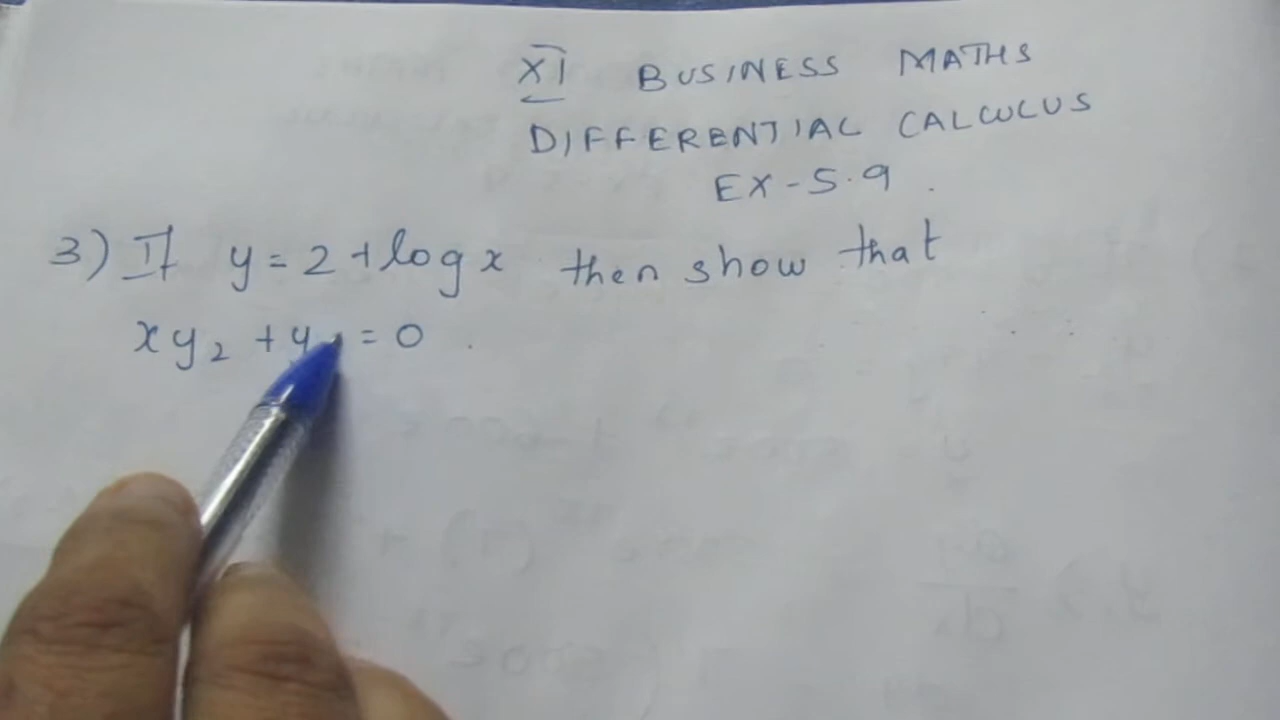 XI BUSINESS MATHS
DIFFERENTIAL CALCULUS
EX-5.9.
3) If y = 2 + log x then show that
xy₂ + y = 0.